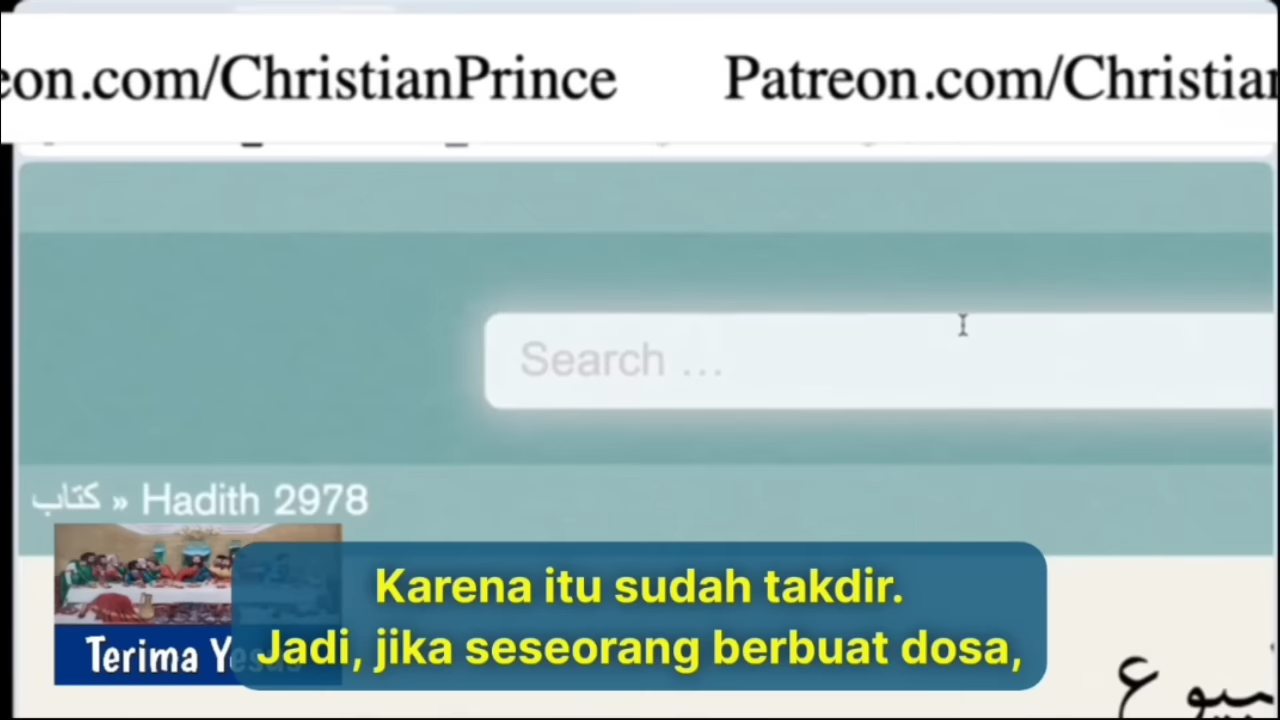 eon.com/ChristianPrince Patreon.com/Christian
Search ...
كتاب » Hadith 2978
Karena itu sudah takdir.
Terima Jadi, jika seseorang berbuat dosa,